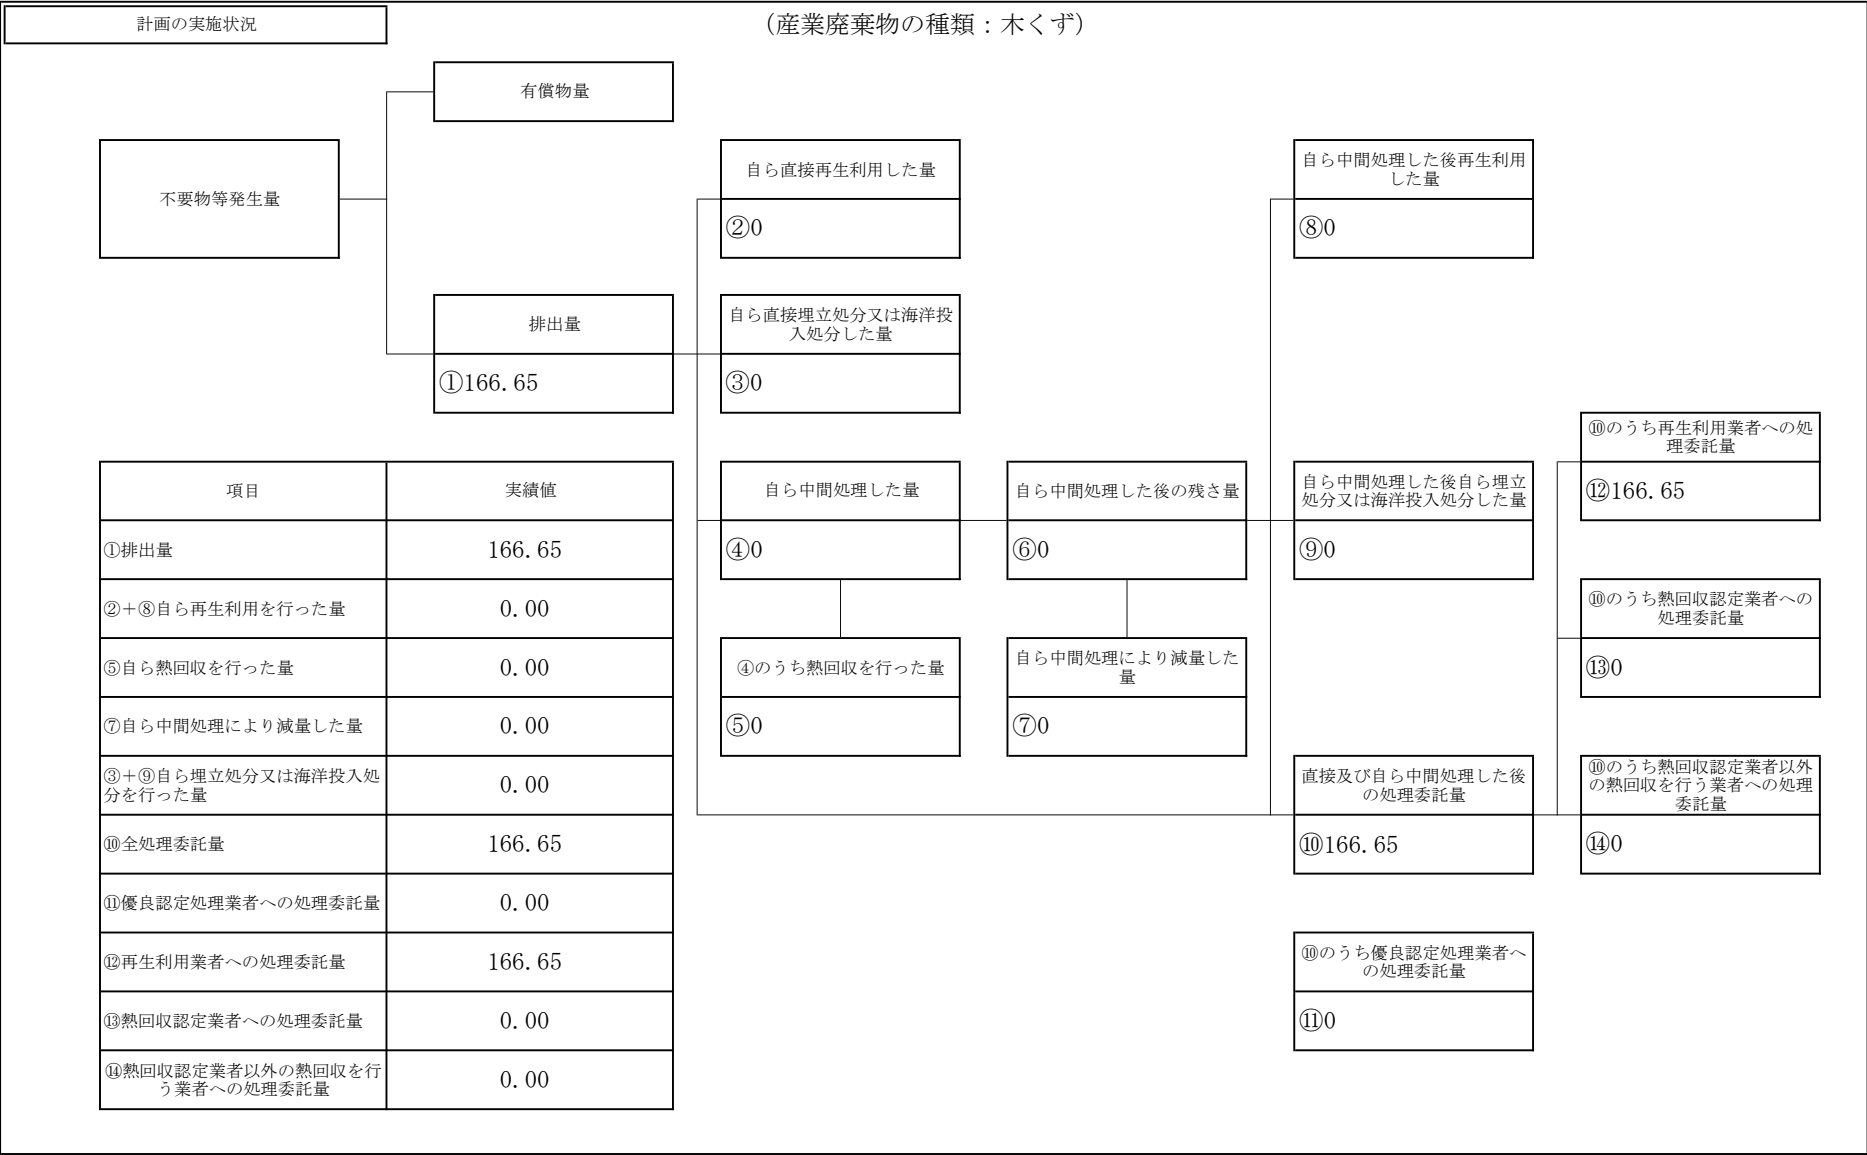 計画の実施状況
（産業廃棄物の種類：木くず）
有償物量
不要物等発生量
自ら直接再生利用した量
②0
自ら中間処理した後再生利用
した量
⑧0
排出量
①166.65
自ら直接埋立処分又は海洋投
入処分した量
③0
⑩のうち再生利用業者への処
理委託量
⑫166.65
自ら中間処理した量
④0
自ら中間処理した後の残さ量
⑥0
自ら中間処理した後自ら埋立
処分又は海洋投入処分した量
⑨0
⑩のうち熱回収認定業者への
処理委託量
⑬0
④のうち熱回収を行った量
⑤0
自ら中間処理により減量した
量
⑦0
直接及び自ら中間処理した後
の処理委託量
⑩166.65
⑩のうち熱回収認定業者以外
の熱回収を行う業者への処理
委託量
⑭0
⑩のうち優良認定処理業者へ
の処理委託量
⑪0
項目 実績値
①排出量 166.65
②＋⑧自ら再生利用を行った量 0.00
⑤自ら熱回収を行った量 0.00
⑦自ら中間処理により減量した量 0.00
③＋⑨自ら埋立処分又は海洋投入処
分を行った量 0.00
⑩全処理委託量 166.65
⑪優良認定処理業者への処理委託量 0.00
⑫再生利用業者への処理委託量 166.65
⑬熱回収認定業者への処理委託量 0.00
⑭熱回収認定業者以外の熱回収を行
う業者への処理委託量 0.00